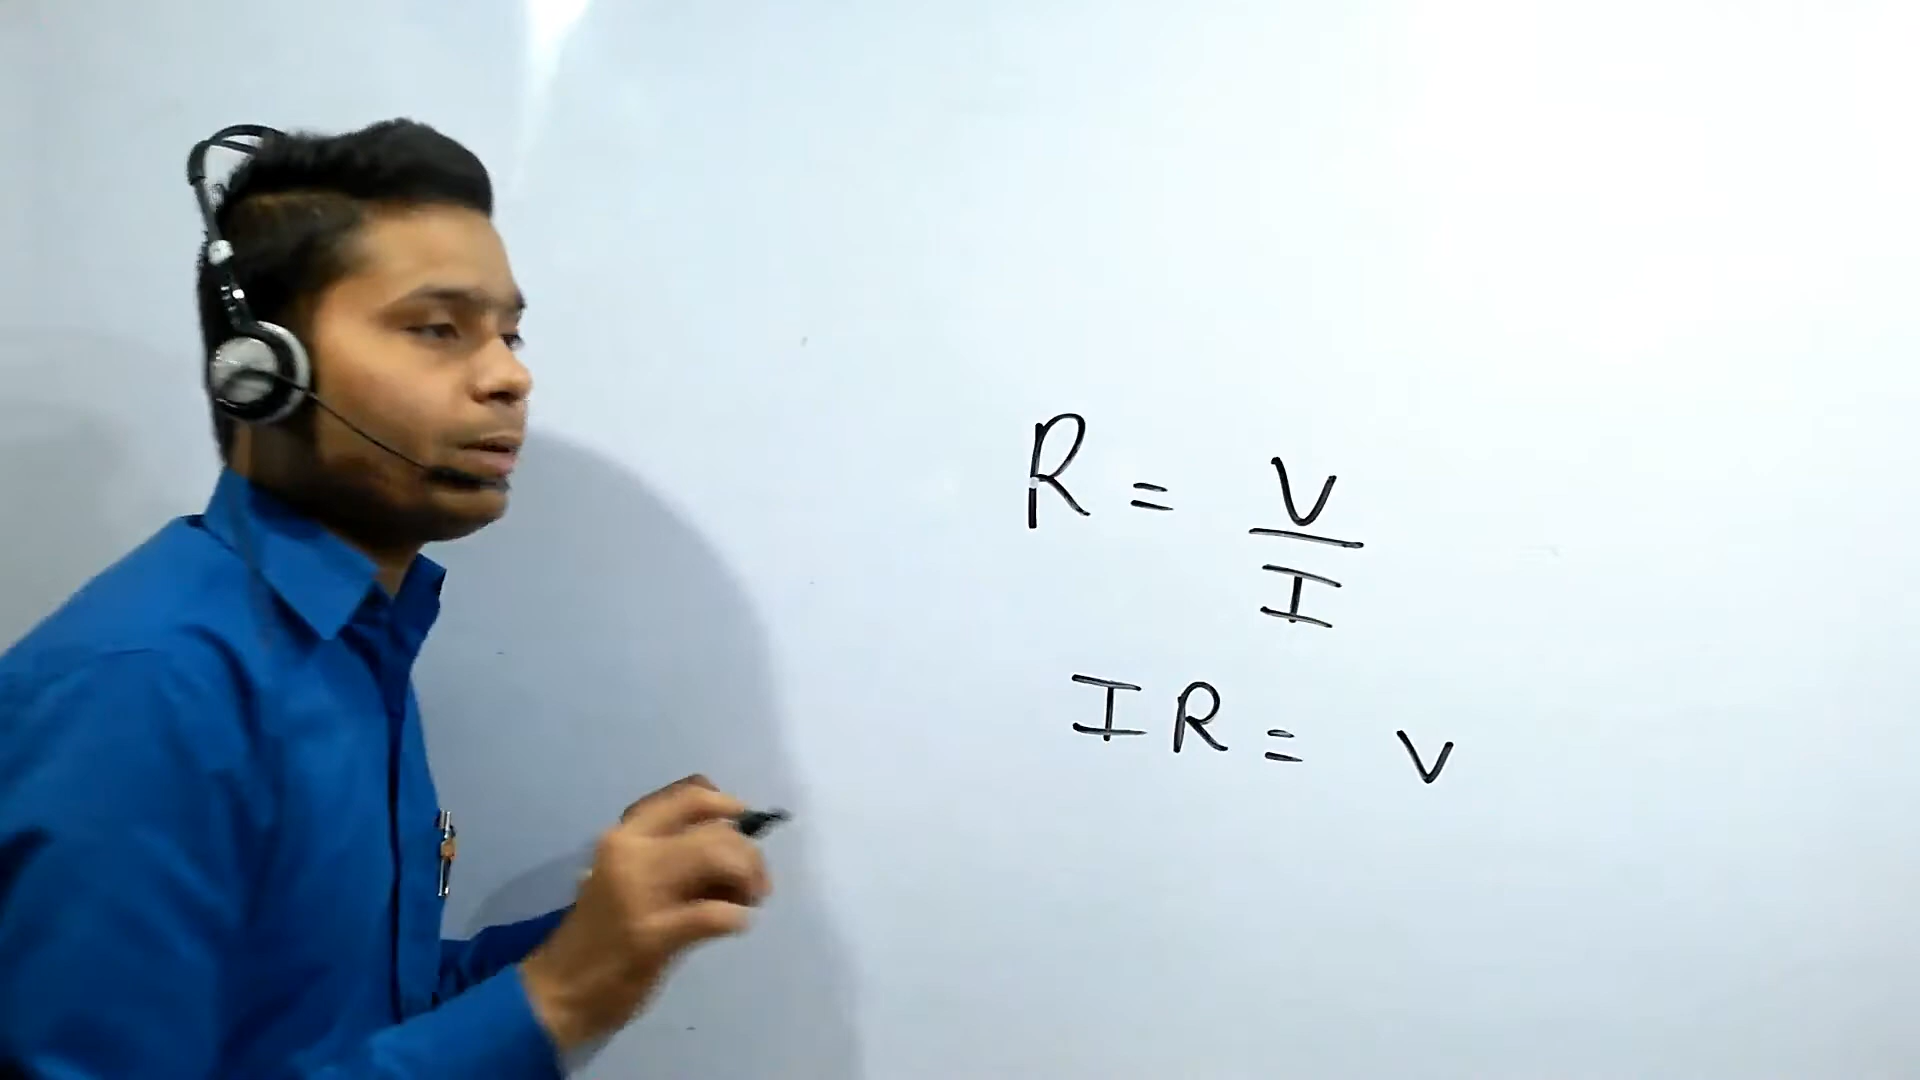 R = V/I
IR = V